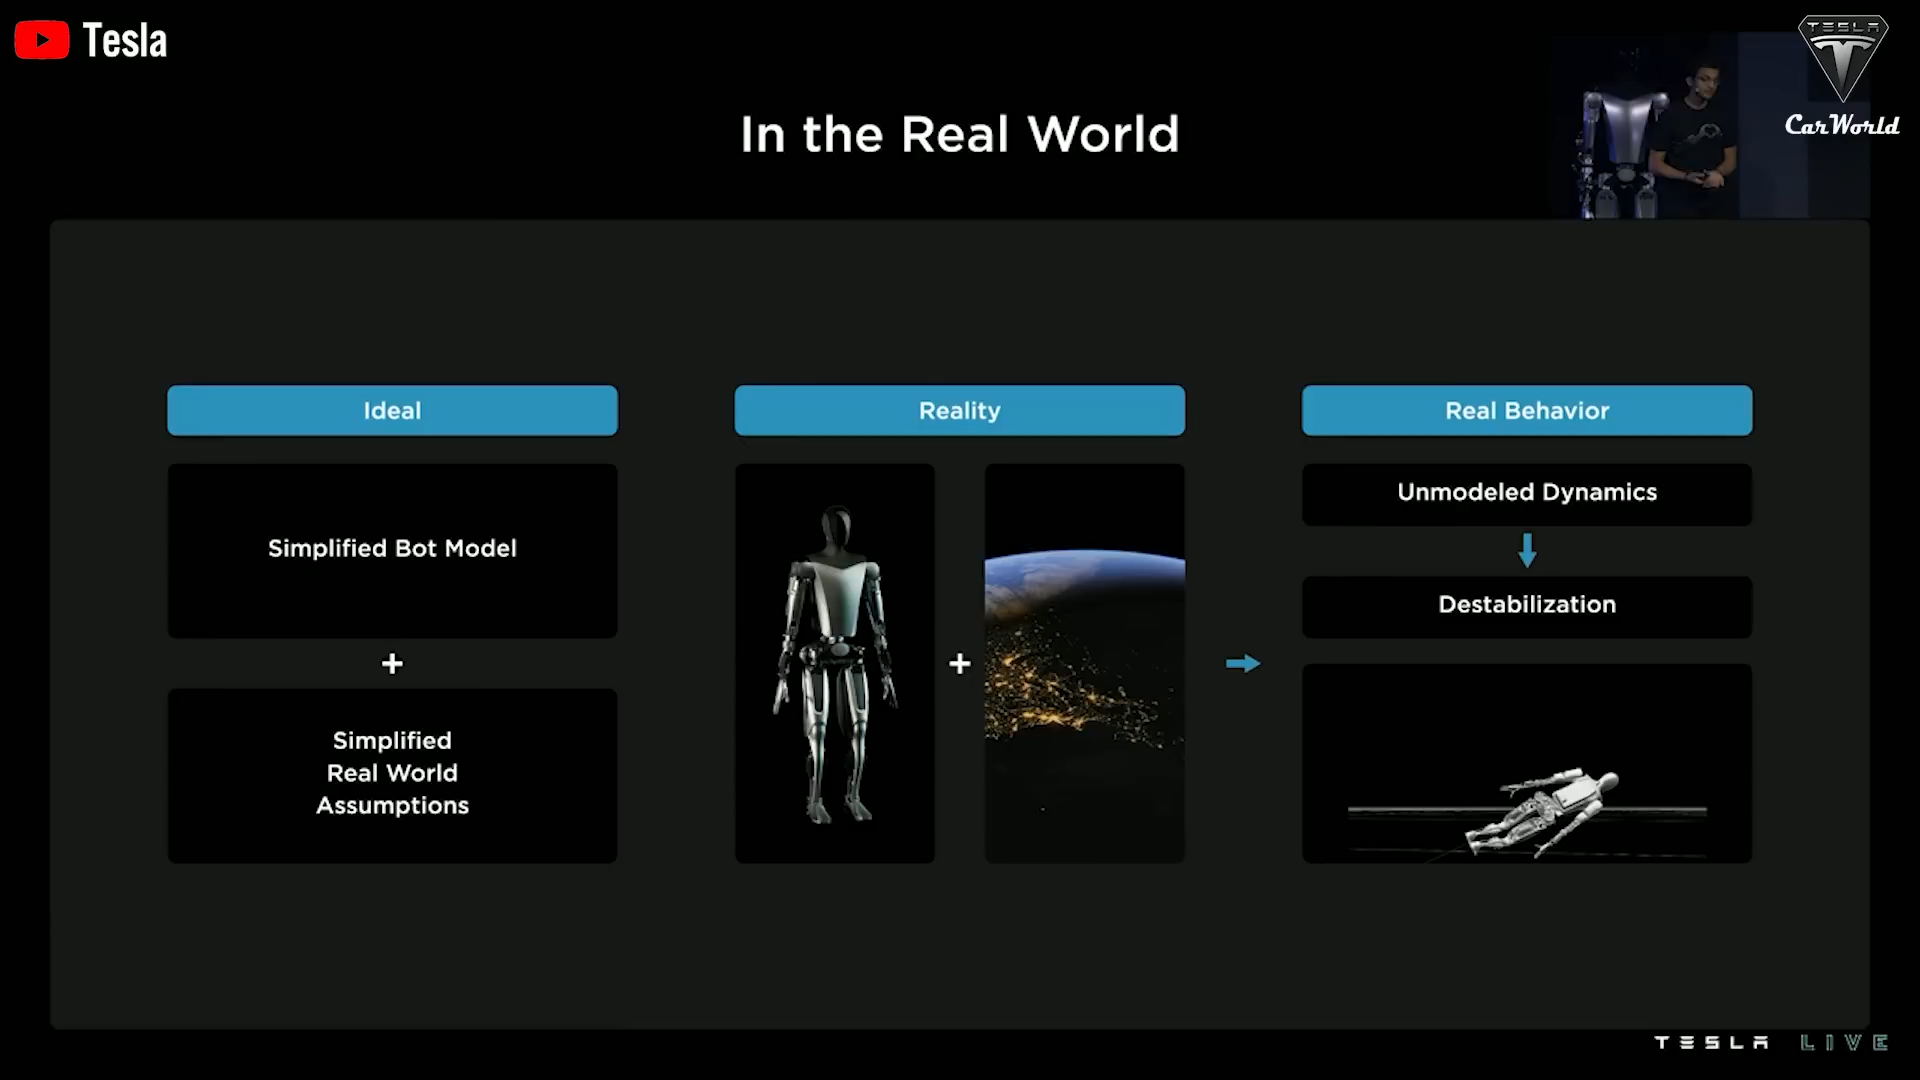 Tesla
TESLA
CarWorld
In the Real World
Ideal
Simplified Bot Model
+
Simplified
Real World
Assumptions
Reality
+
Real Behavior
Unmodeled Dynamics
Destabilization
TESLA LIVE